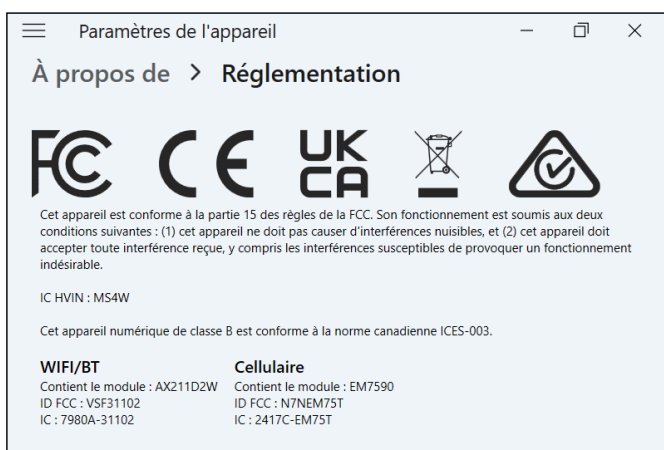 Paramètres de l'appareil
À propos de > Réglementation
FC CE UK CA
Cet appareil est conforme à la partie 15 des règles de la FCC. Son fonctionnement est soumis aux deux
conditions suivantes : (1) cet appareil ne doit pas causer d'interférences nuisibles, et (2) cet appareil doit
accepter toute interférence reçue, y compris les interférences susceptibles de provoquer un fonctionnement
indésirable.
IC HVIN : MS4W
Cet appareil numérique de classe B est conforme à la norme canadienne ICES-003.
WIFI/BT
Contient le module : AX211D2W
ID FCC : VSF31102
IC : 7980A-31102
Cellulaire
Contient le module : EM7590
ID FCC : N7NEM75T
IC : 2417C-EM75T